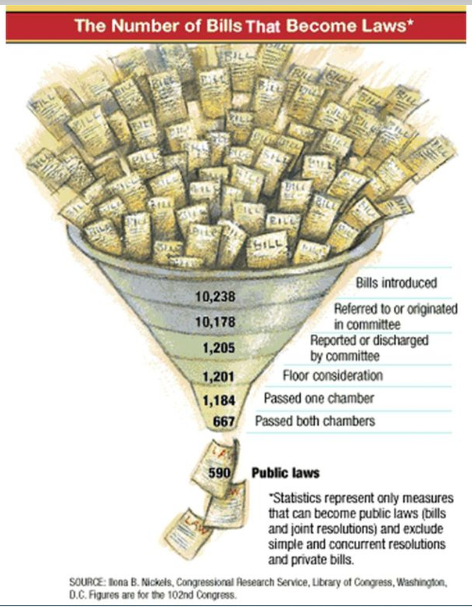 The Number of Bills That Become Laws*
BILL
10,238 Bills introduced
10,178 Referred to or originated
in committee
1,205 Reported or discharged
by committee
1,201 Floor consideration
1,184 Passed one chamber
667 Passed both chambers
LAW
590 Public laws
LAW
*Statistics represent only measures
that can become public laws (bills
and joint resolutions) and exclude
simple and concurrent resolutions
and private bills.
SOURCE: Ilona B. Nickels, Congressional Research Service, Library of Congress, Washington,
D.C. Figures are for the 102nd Congress.